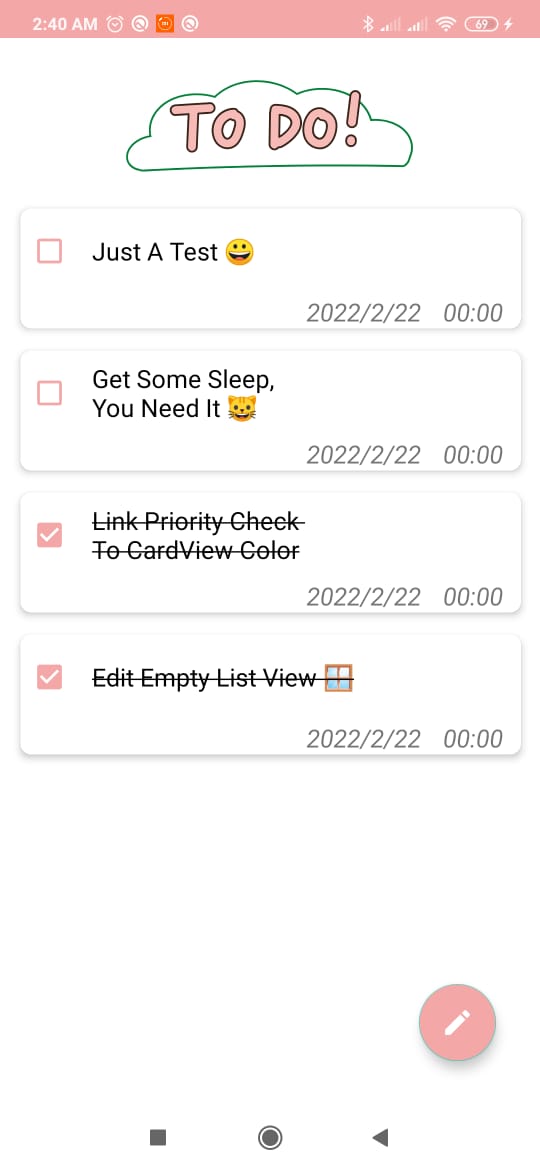 2:40 AM 69
TO DO!
Just A Test 😀
2022/2/22 00:00
Get Some Sleep,
You Need It 😺
2022/2/22 00:00
Link Priority Check
To CardView Color
2022/2/22 00:00
Edit Empty List View 🪟
2022/2/22 00:00